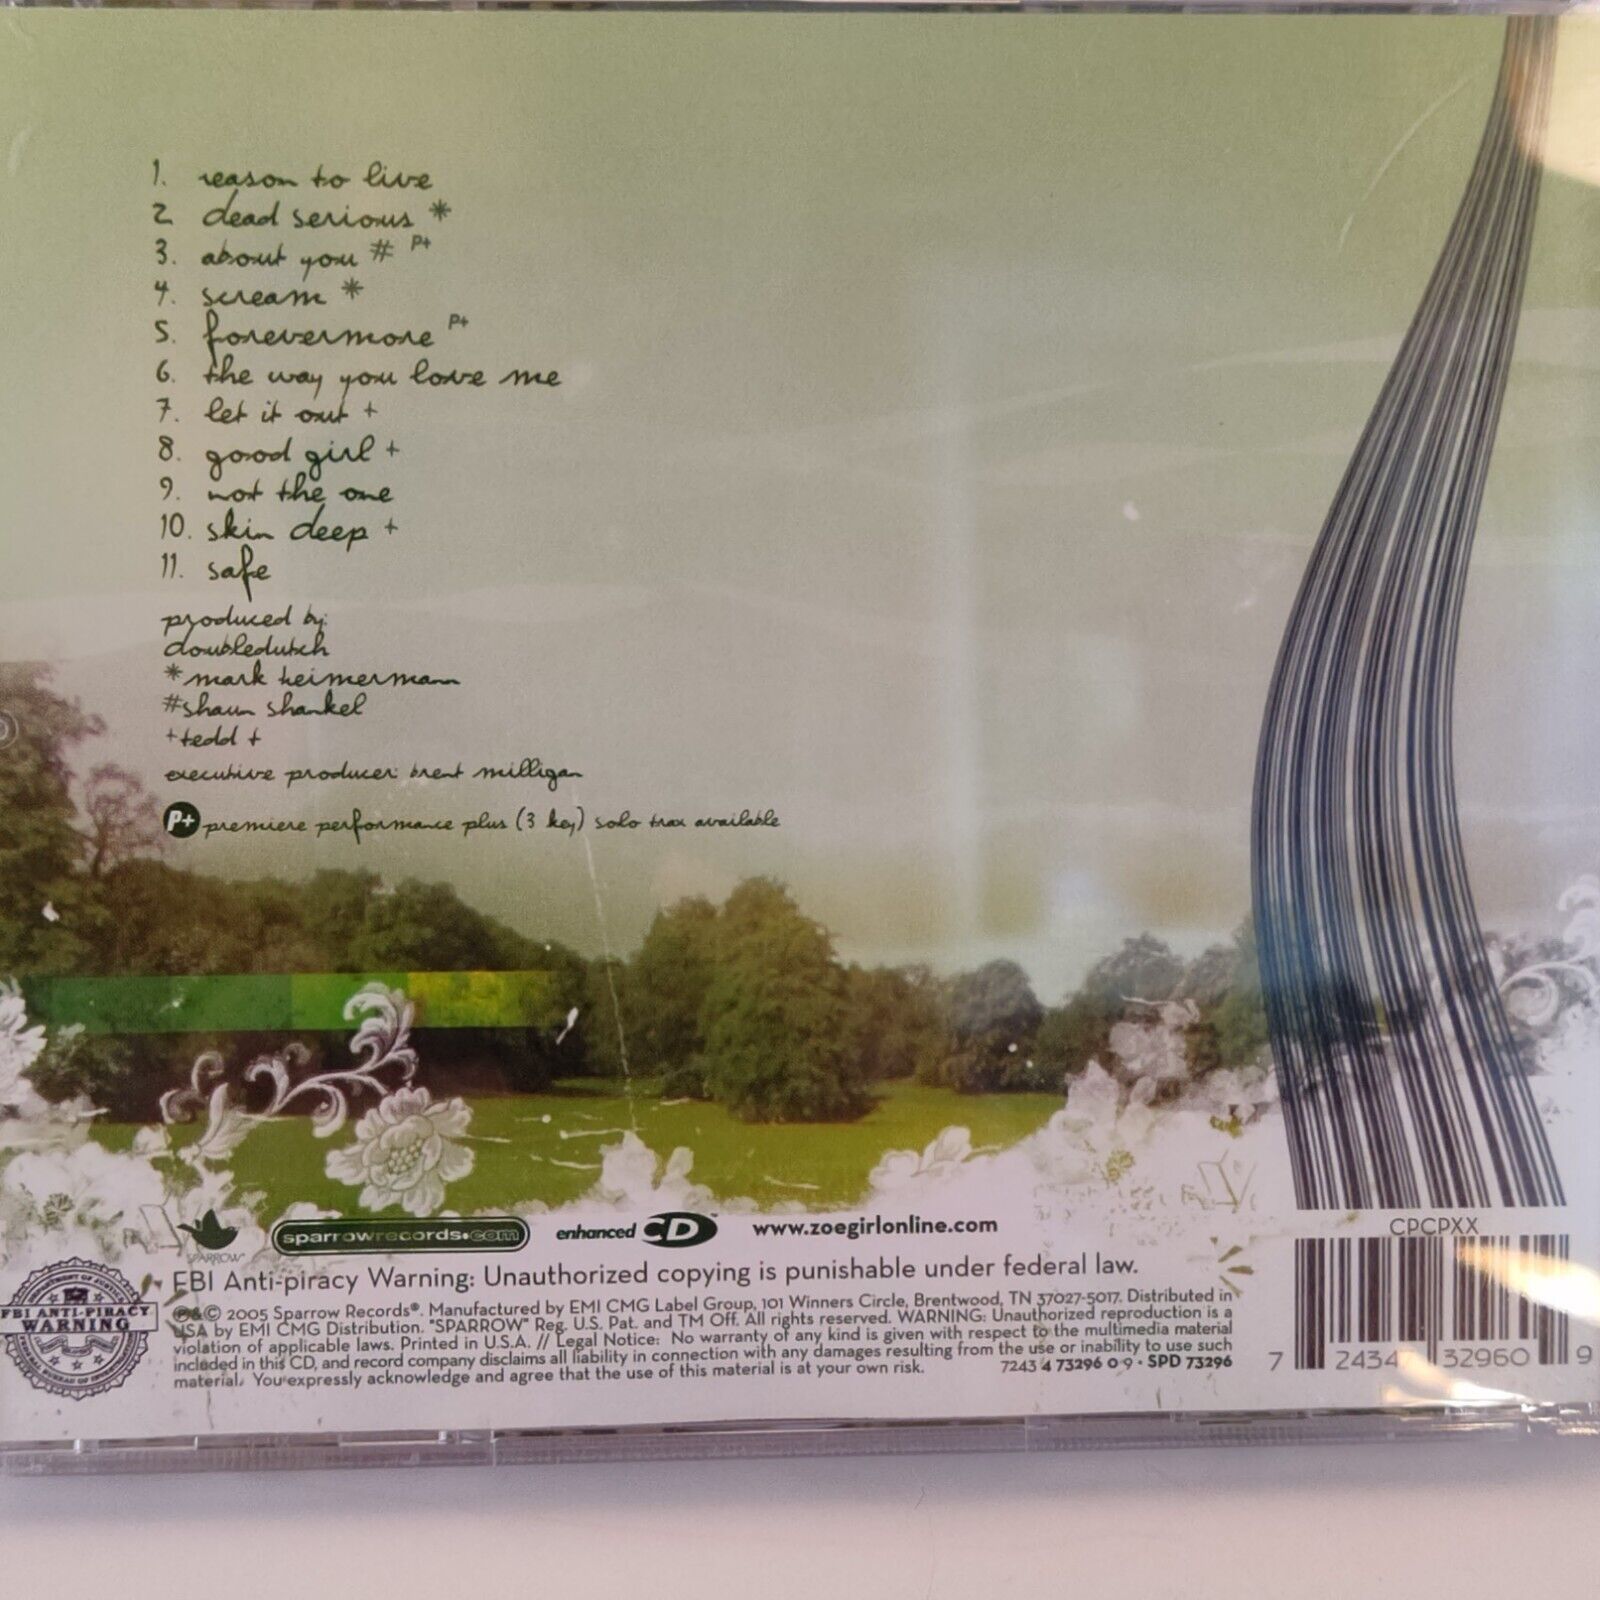 1. reason to live
2 dead serious *
3. about you # P+
4. scream *
5. forevermore P+
6. the way you love me
7. let it out +
8. good girl +
9. not the one
10. skin deep +
11. safe
produced by:
doubledutch
*mark heimermann
#shaun shankel
+tedd t
executive producer: brent milligan
P+ premiere performance plus (3 key) solo trax available
SPARROW
sparrowrecords.com
enhanced CD™
www.zoegirlonline.com
CPCPXX
FBI Anti-piracy Warning: Unauthorized copying is punishable under federal law.
FBI ANTI-PIRACY
WARNING
℗&© 2005 Sparrow Records®. Manufactured by EMI CMG Label Group, 101 Winners Circle, Brentwood, TN 37027-5017. Distributed in
USA by EMI CMG Distribution. "SPARROW" Reg. U.S. Pat. and TM Off. All rights reserved. WARNING: Unauthorized reproduction is a
violation of applicable laws. Printed in U.S.A. // Legal Notice: No warranty of any kind is given with respect to the multimedia material
included in this CD, and record company disclaims all liability in connection with any damages resulting from the use or inability to use such
material. You expressly acknowledge and agree that the use of this material is at your own risk.
7243 4 73296 0 9 • SPD 73296
7 24347 32960 9